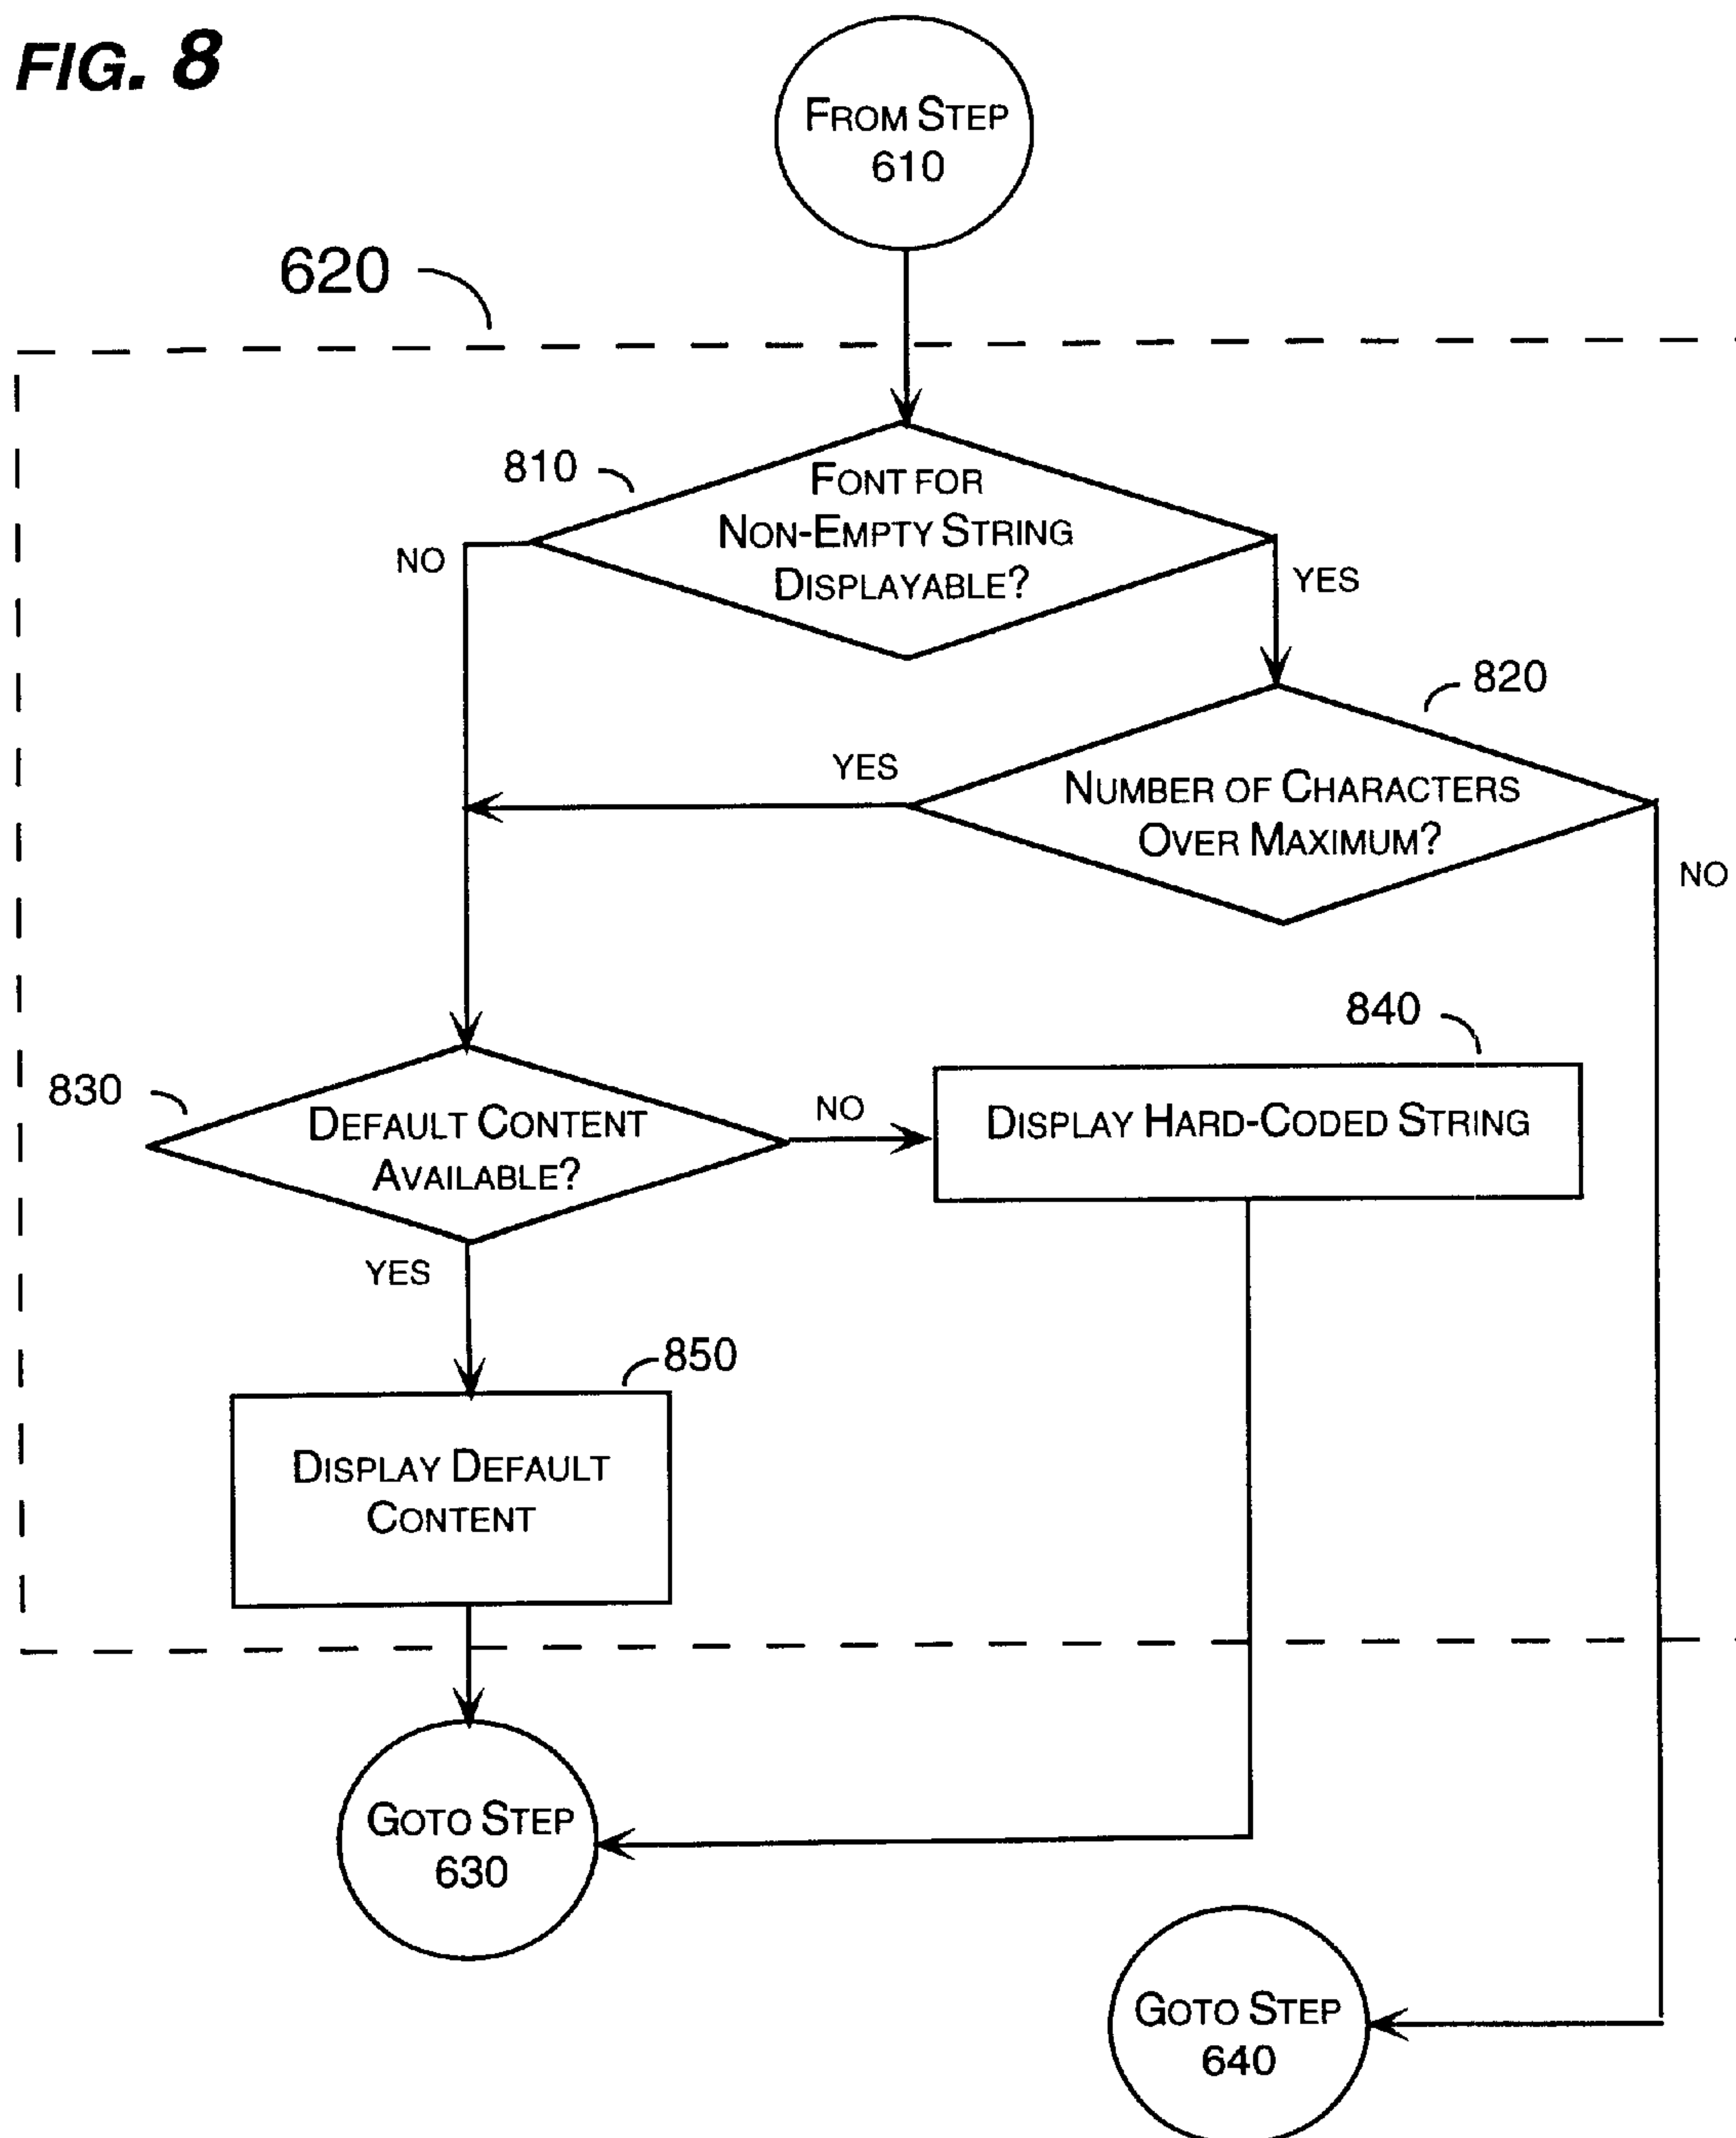 FIG. 8
FROM STEP
610
620
810
FONT FOR
NON-EMPTY STRING
DISPLAYABLE?
NO
YES
820
YES
NUMBER OF CHARACTERS
OVER MAXIMUM?
NO
840
830
DEFAULT CONTENT
AVAILABLE?
NO
DISPLAY HARD-CODED STRING
YES
850
DISPLAY DEFAULT
CONTENT
GOTO STEP
630
GOTO STEP
640